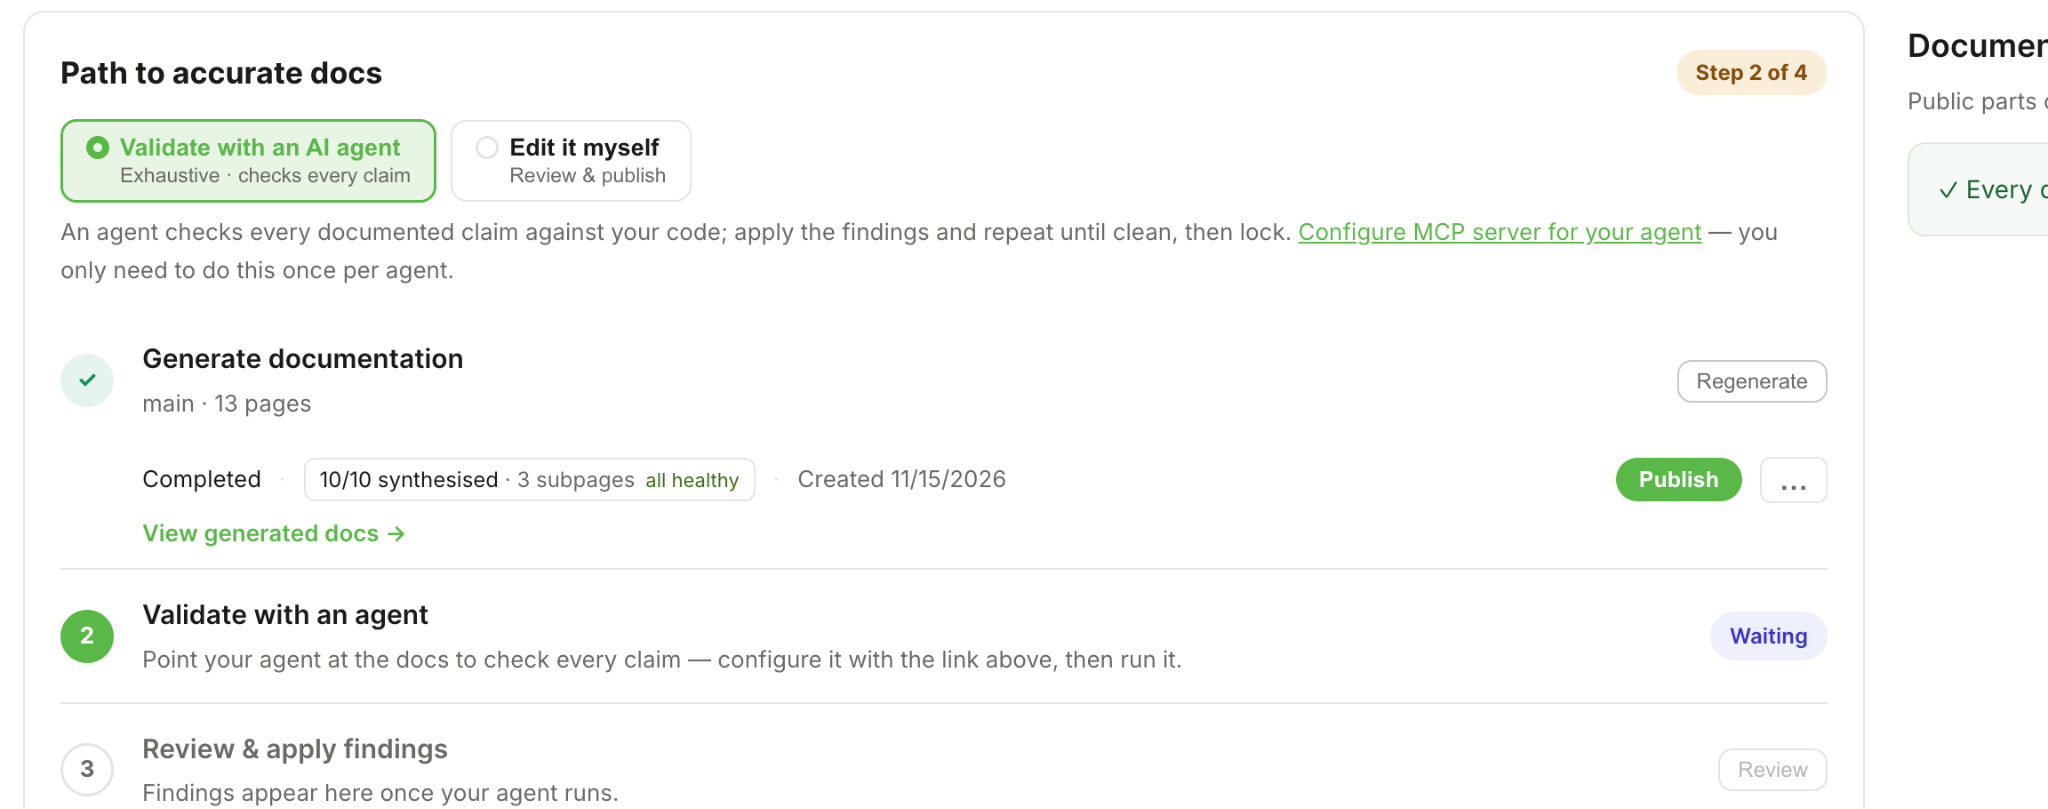 Path to accurate docs
Step 2 of 4
Validate with an AI agent
Exhaustive · checks every claim
Edit it myself
Review & publish
An agent checks every documented claim against your code; apply the findings and repeat until clean, then lock. Configure MCP server for your agent — you
only need to do this once per agent.
Generate documentation
main · 13 pages
Regenerate
Completed · 10/10 synthesised · 3 subpages all healthy · Created 11/15/2026
Publish
...
View generated docs →
2
Validate with an agent
Point your agent at the docs to check every claim — configure it with the link above, then run it.
Waiting
3
Review & apply findings
Findings appear here once your agent runs.
Review
Public parts
✓ Every